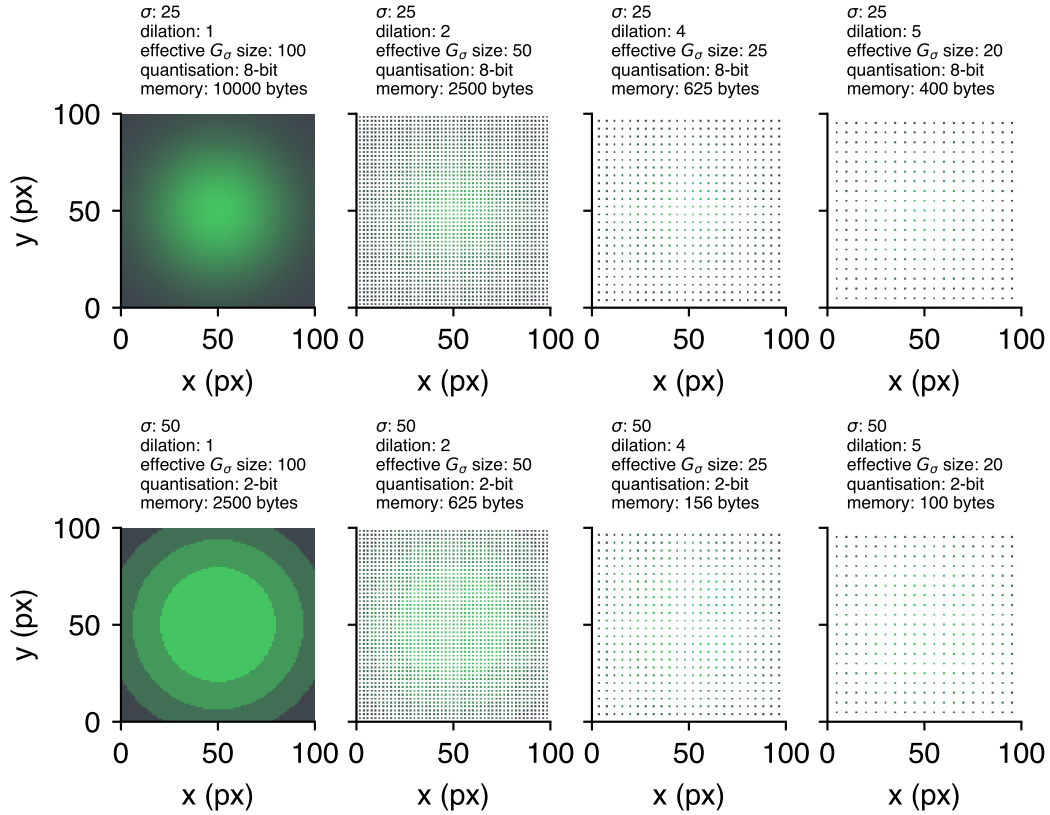 σ: 25
dilation: 1
effective Gσ size: 100
quantisation: 8-bit
memory: 10000 bytes
σ: 25
dilation: 2
effective Gσ size: 50
quantisation: 8-bit
memory: 2500 bytes
σ: 25
dilation: 4
effective Gσ size: 25
quantisation: 8-bit
memory: 625 bytes
σ: 25
dilation: 5
effective Gσ size: 20
quantisation: 8-bit
memory: 400 bytes
100
50
0
y (px)
0 50 100
x (px)
0 50 100
x (px)
0 50 100
x (px)
0 50 100
x (px)
σ: 50
dilation: 1
effective Gσ size: 100
quantisation: 2-bit
memory: 2500 bytes
σ: 50
dilation: 2
effective Gσ size: 50
quantisation: 2-bit
memory: 625 bytes
σ: 50
dilation: 4
effective Gσ size: 25
quantisation: 2-bit
memory: 156 bytes
σ: 50
dilation: 5
effective Gσ size: 20
quantisation: 2-bit
memory: 100 bytes
100
50
0
y (px)
0 50 100
x (px)
0 50 100
x (px)
0 50 100
x (px)
0 50 100
x (px)